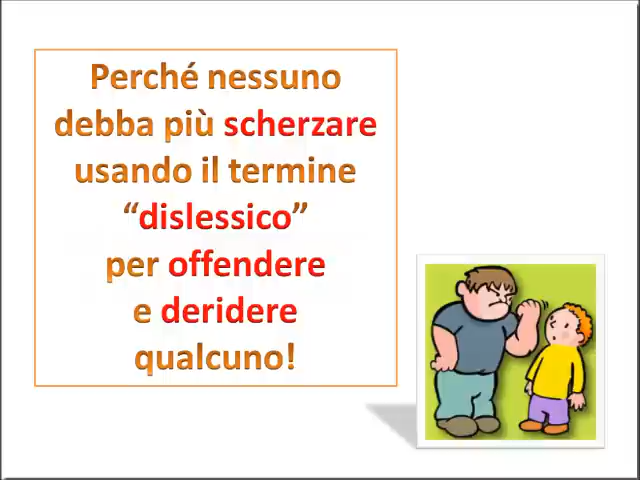 Perché nessuno
debba più scherzare
usando il termine
“dislessico”
per offendere
e deridere
qualcuno!